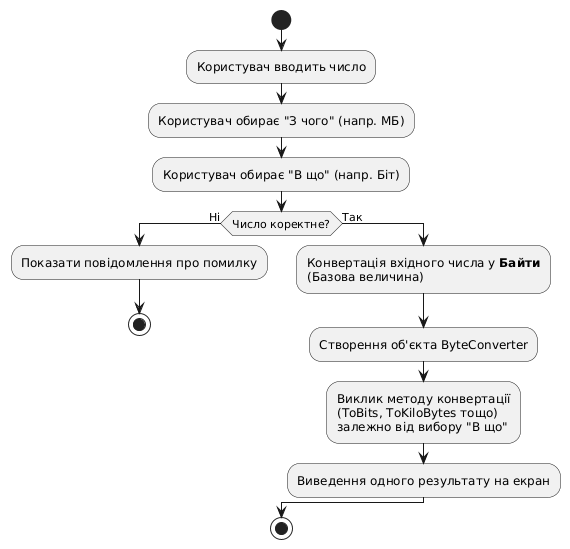 Користувач вводить число
Користувач обирає "З чого" (напр. МБ)
Користувач обирає "В що" (напр. Біт)
Ні
Число коректне?
Так
Показати повідомлення про помилку
Конвертація вхідного числа у Байти
(Базова величина)
Створення об'єкта ByteConverter
Виклик методу конвертації
(ToBits, ToKiloBytes тощо)
залежно від вибору "В що"
Виведення одного результату на екран